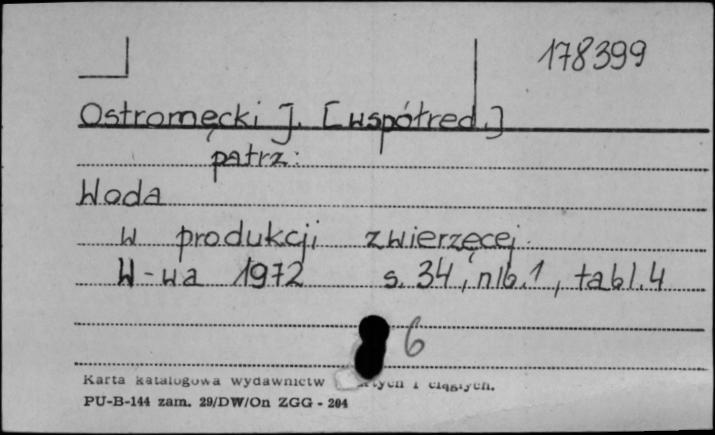 178399
Ostromęcki J. [współred.]
patrz:
Woda
w produkcji zwierzęcej.
W-wa 1972 s. 34, nlb. 1, tabl. 4
6
Karta katalogowa wydawnictw i ciągłych.
PU-B-144 zam. 29/DW/On ZGG - 204